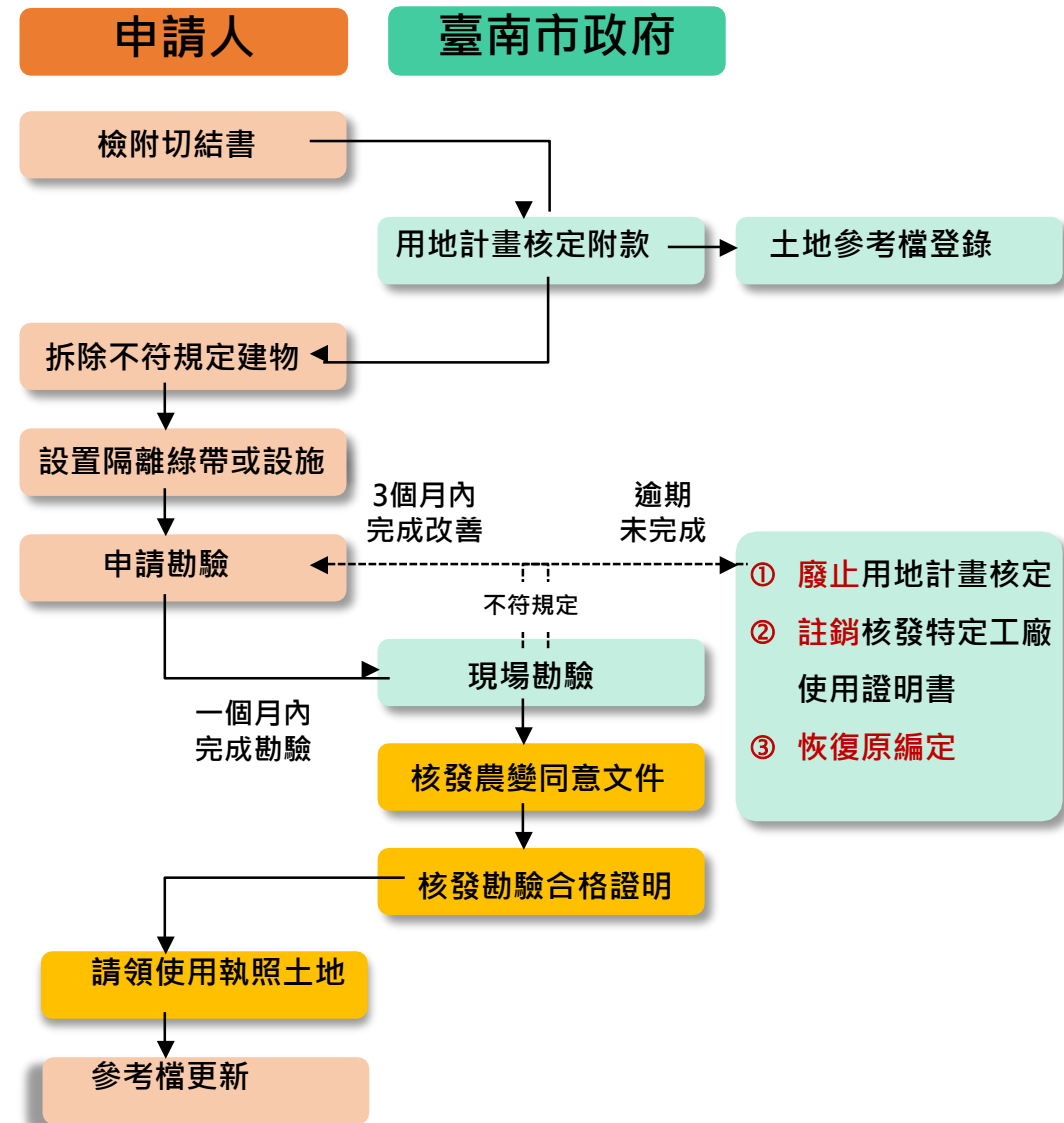 申請人
臺南市政府
檢附切結書
用地計畫核定附款
土地參考檔登錄
拆除不符規定建物
設置隔離綠帶或設施
3個月內
完成改善
逾期
未完成
申請勘驗
不符規定
① 廢止用地計畫核定
② 註銷核發特定工廠
使用證明書
③ 恢復原編定
現場勘驗
一個月內
完成勘驗
核發農變同意文件
核發勘驗合格證明
請領使用執照土地
參考檔更新